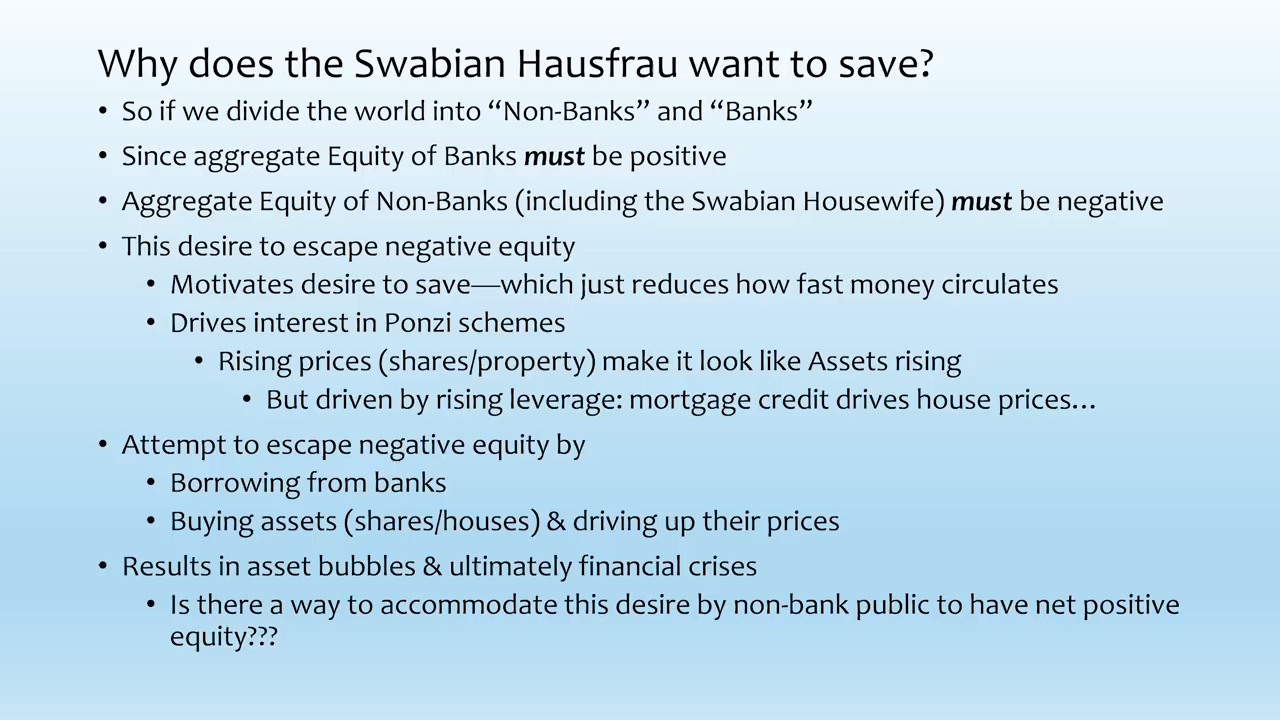 Why does the Swabian Hausfrau want to save?
• So if we divide the world into “Non-Banks” and “Banks”
• Since aggregate Equity of Banks must be positive
• Aggregate Equity of Non-Banks (including the Swabian Housewife) must be negative
• This desire to escape negative equity
• Motivates desire to save—which just reduces how fast money circulates
• Drives interest in Ponzi schemes
• Rising prices (shares/property) make it look like Assets rising
• But driven by rising leverage: mortgage credit drives house prices…
• Attempt to escape negative equity by
• Borrowing from banks
• Buying assets (shares/houses) & driving up their prices
• Results in asset bubbles & ultimately financial crises
• Is there a way to accommodate this desire by non-bank public to have net positive
equity???